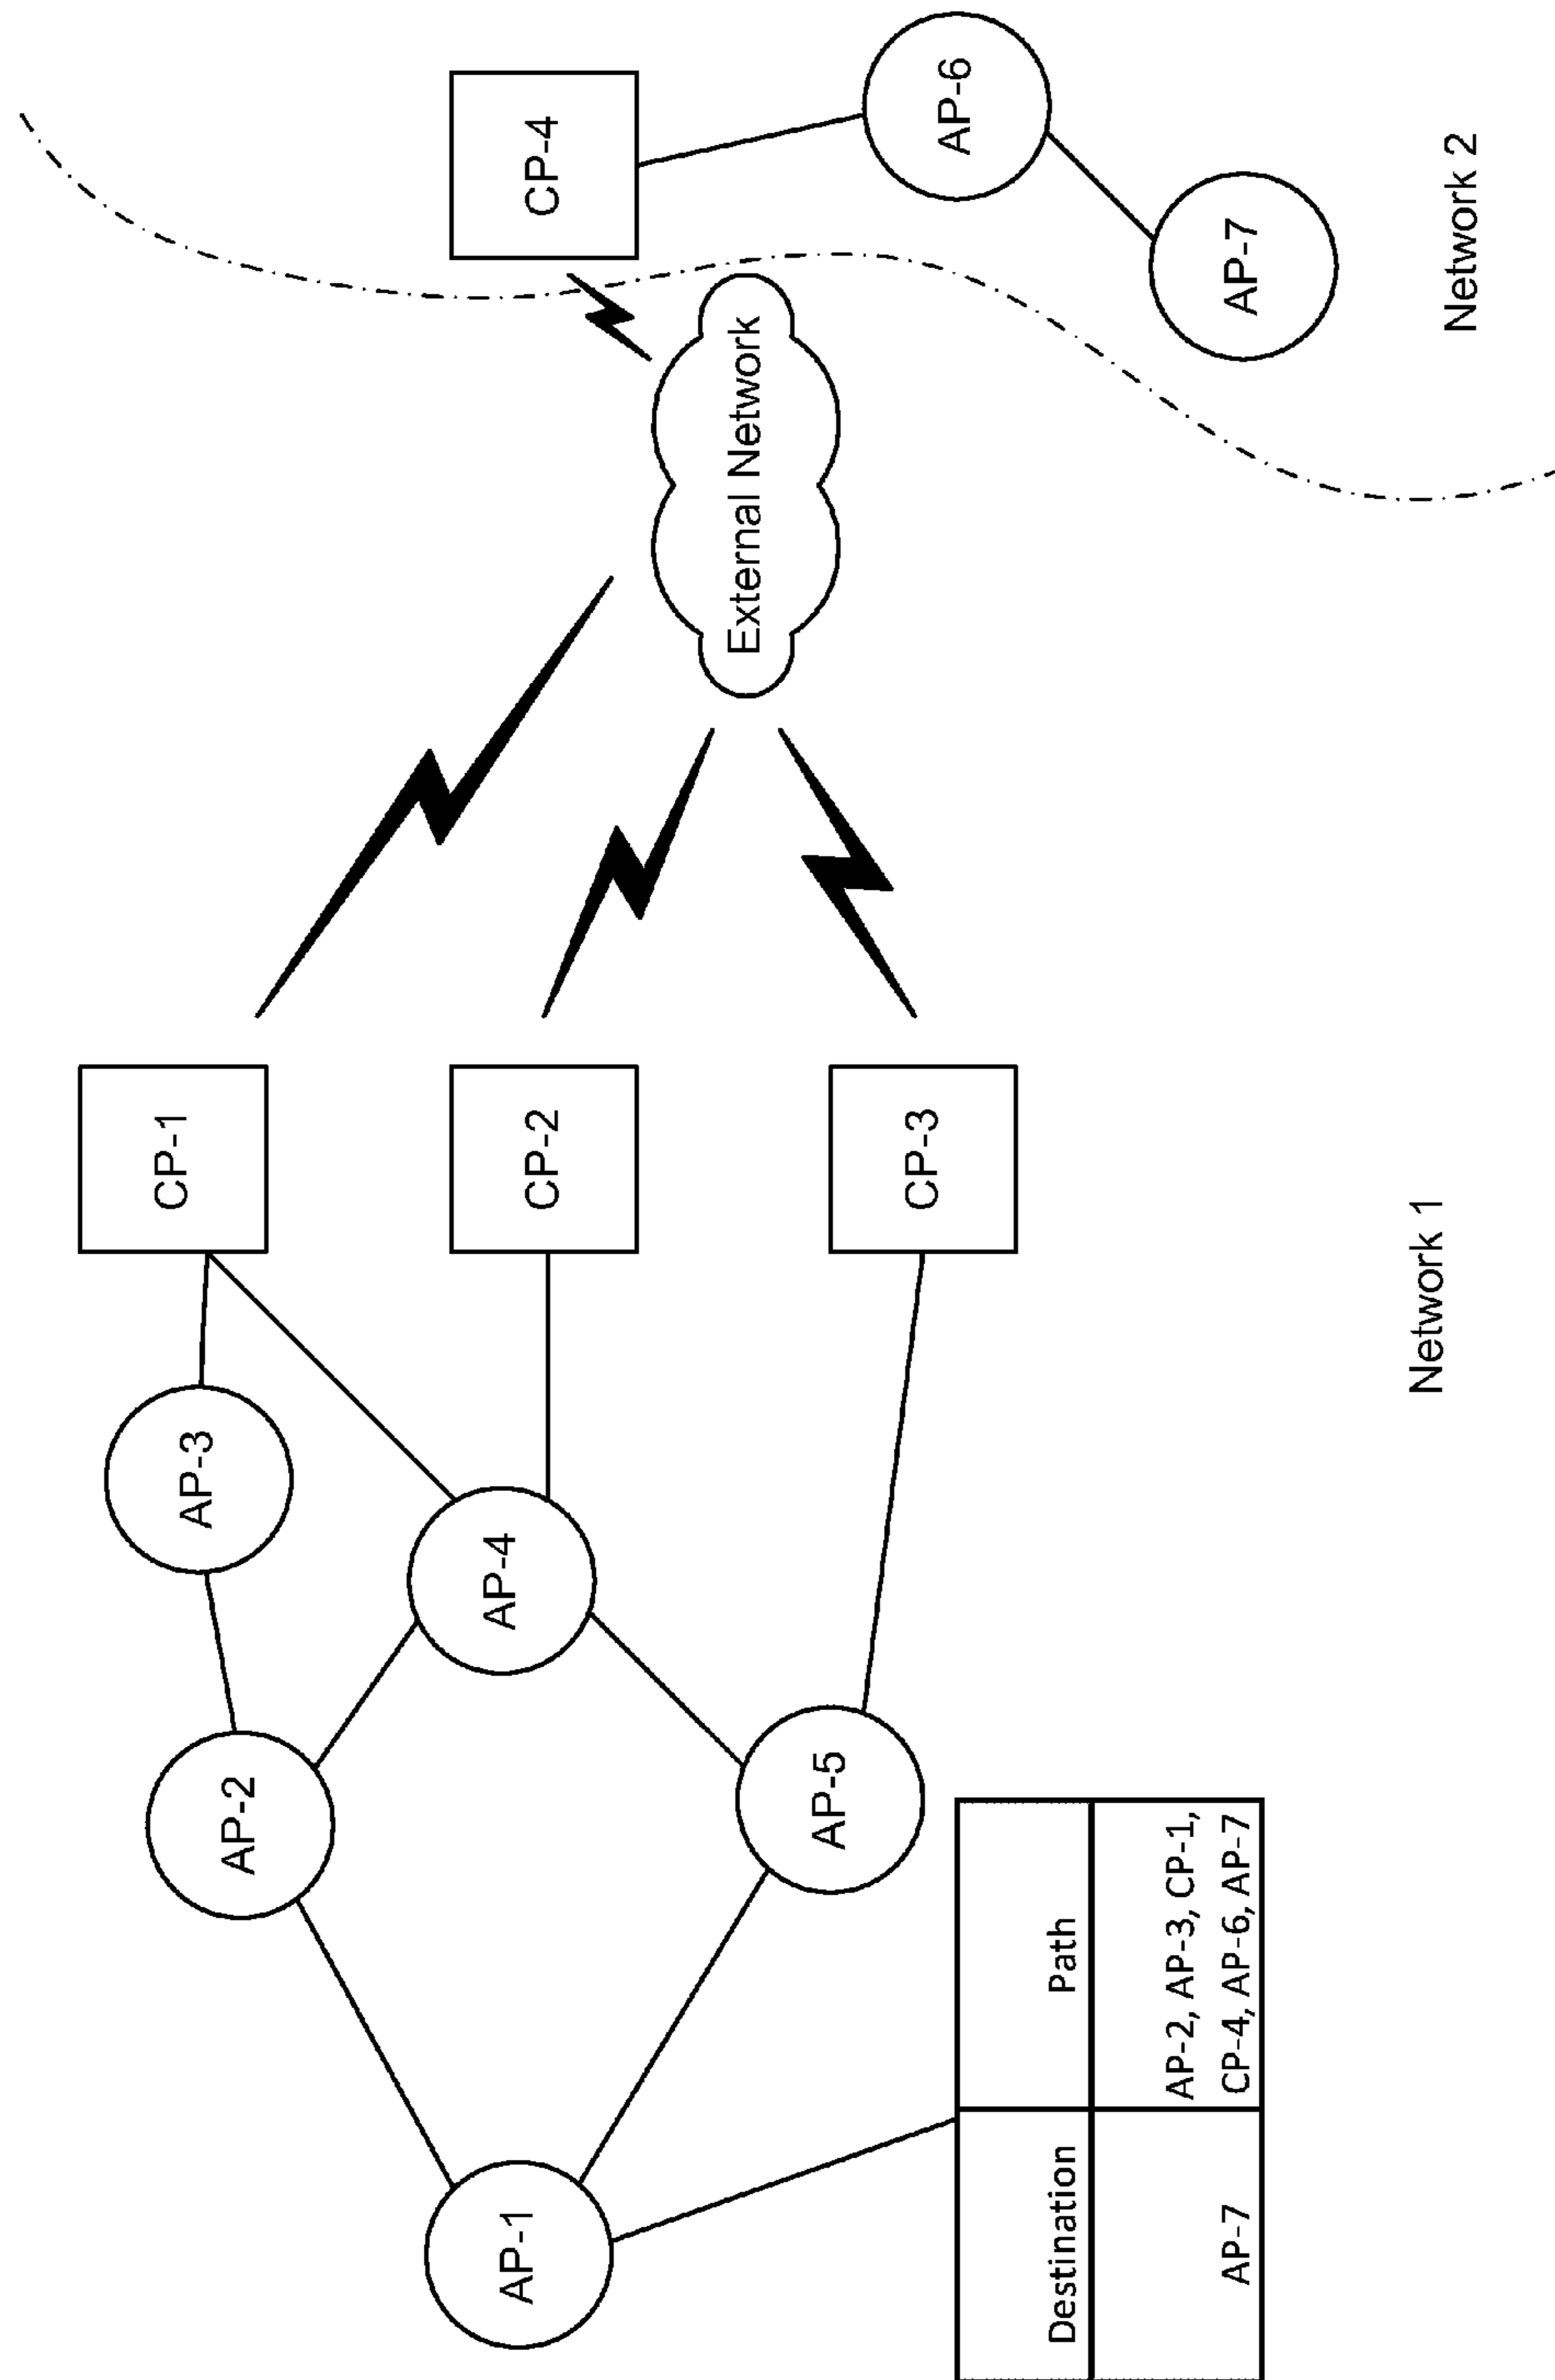 CP-1
AP-3
AP-2
CP-4
CP-2
AP-4
AP-1
External Network
AP-6
CP-3
AP-5
AP-7
Destination
Path
AP-7
AP-2, AP-3, CP-1,
CP-4, AP-6, AP-7
Network 1
Network 2